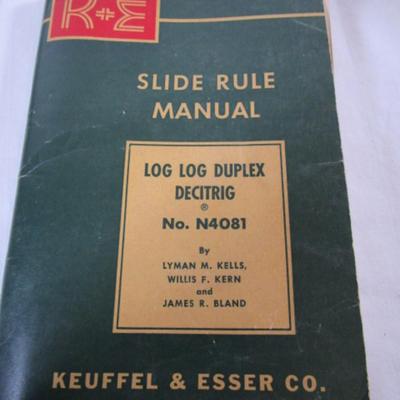 K+E
SLIDE RULE
MANUAL
LOG LOG DUPLEX
DECITRIG
®
No. N4081
By
LYMAN M. KELLS,
WILLIS F. KERN
and
JAMES R. BLAND
KEUFFEL & ESSER CO.